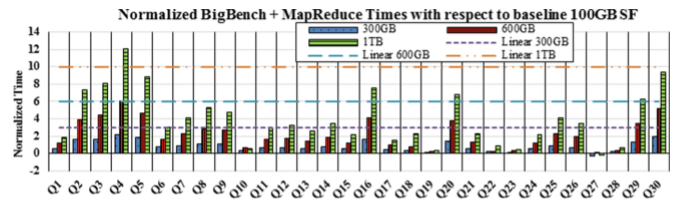 Normalized BigBench + MapReduce Times with respect to baseline 100GB SF
300GB 600GB
1TB Linear 300GB
Linear 600GB Linear 1TB
Normalized Time
14
12
10
8
6
4
2
0
-2
Q1 Q2 Q3 Q4 Q5 Q6 Q7 Q8 Q9 Q10 Q11 Q12 Q13 Q14 Q15 Q16 Q17 Q18 Q19 Q20 Q21 Q22 Q23 Q24 Q25 Q26 Q27 Q28 Q29 Q30